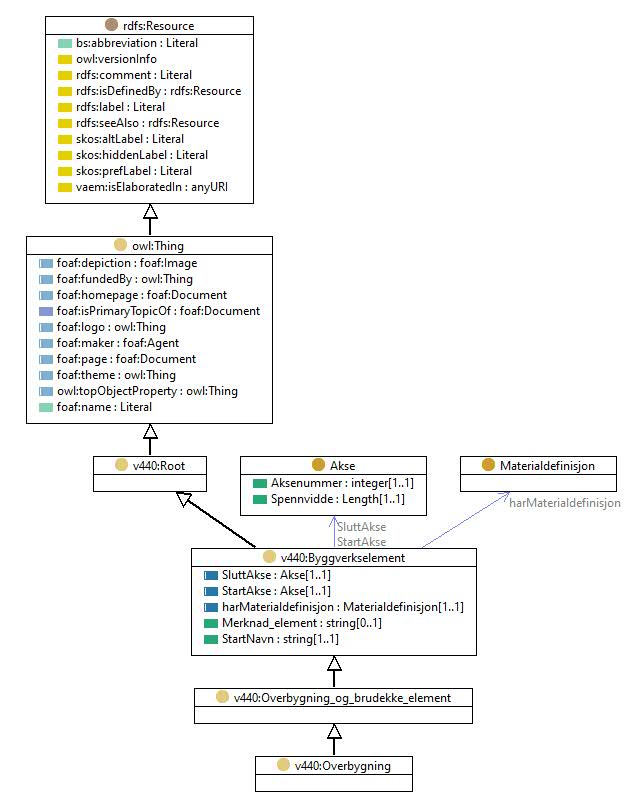 rdfs:Resource
bs:abbreviation : Literal
owl:versionInfo
rdfs:comment : Literal
rdfs:isDefinedBy : rdfs:Resource
rdfs:label : Literal
rdfs:seeAlso : rdfs:Resource
skos:altLabel : Literal
skos:hiddenLabel : Literal
skos:prefLabel : Literal
vaem:isElaboratedIn : anyURI
owl:Thing
foaf:depiction : foaf:Image
foaf:fundedBy : owl:Thing
foaf:homepage : foaf:Document
foaf:isPrimaryTopicOf : foaf:Document
foaf:logo : owl:Thing
foaf:maker : foaf:Agent
foaf:page : foaf:Document
foaf:theme : owl:Thing
owl:topObjectProperty : owl:Thing
foaf:name : Literal
v440:Root
Akse
Aksenummer : integer[1..1]
Spennvidde : Length[1..1]
Materialdefinisjon
harMaterialdefinisjon
SluttAkse
StartAkse
v440:Byggverkselement
SluttAkse : Akse[1..1]
StartAkse : Akse[1..1]
harMaterialdefinisjon : Materialdefinisjon[1..1]
Merknad_element : string[0..1]
StartNavn : string[1..1]
v440:Overbygning_og_brudekke_element
v440:Overbygning